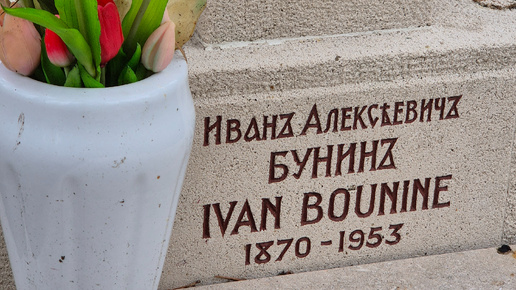 Иванъ Алексѣевичъ
Бунинъ
Ivan Bounine
1870 - 1953